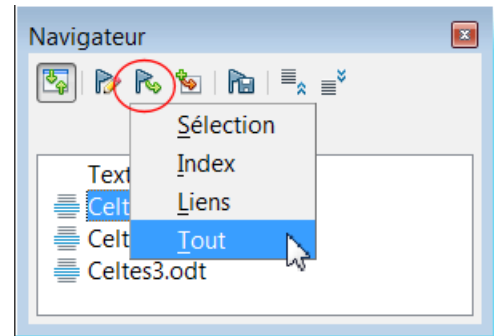 Navigateur
Sélection
Index
Liens
Tout
Text
Celt
Celt
Celtes3.odt